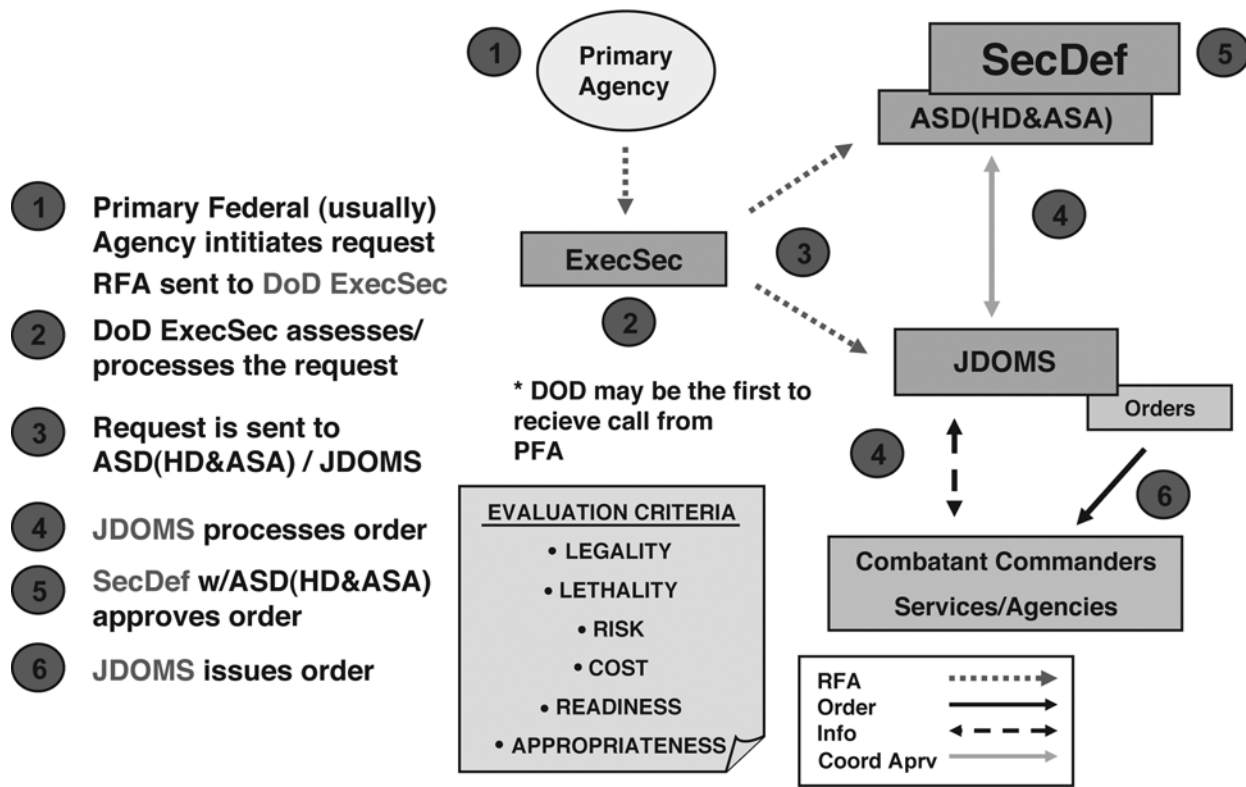 1
Primary
Agency
SecDef
5
ASD(HD&ASA)
1
Primary Federal (usually)
Agency intitiates request
RFA sent to DoD ExecSec
2
DoD ExecSec assesses/
processes the request
3
Request is sent to
ASD(HD&ASA) / JDOMS
4
JDOMS processes order
5
SecDef w/ASD(HD&ASA)
approves order
6
JDOMS issues order
ExecSec
3
4
2
JDOMS
Orders
* DOD may be the first to
recieve call from
PFA
4
6
EVALUATION CRITERIA
• LEGALITY
• LETHALITY
• RISK
• COST
• READINESS
• APPROPRIATENESS
Combatant Commanders
Services/Agencies
RFA
Order
Info
Coord Aprv